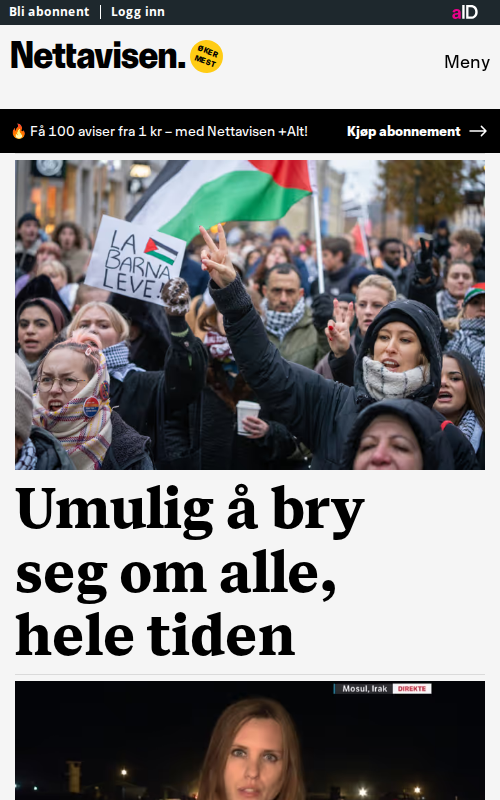 Bli abonnent | Logg inn
aID
Nettavisen.
ØKER
MEST
Meny
🔥 Få 100 aviser fra 1 kr – med Nettavisen +Alt!
Kjøp abonnement →
LA
BARNA
LEVE!
Umulig å bry
seg om alle,
hele tiden
Mosul, Irak DIREKTE